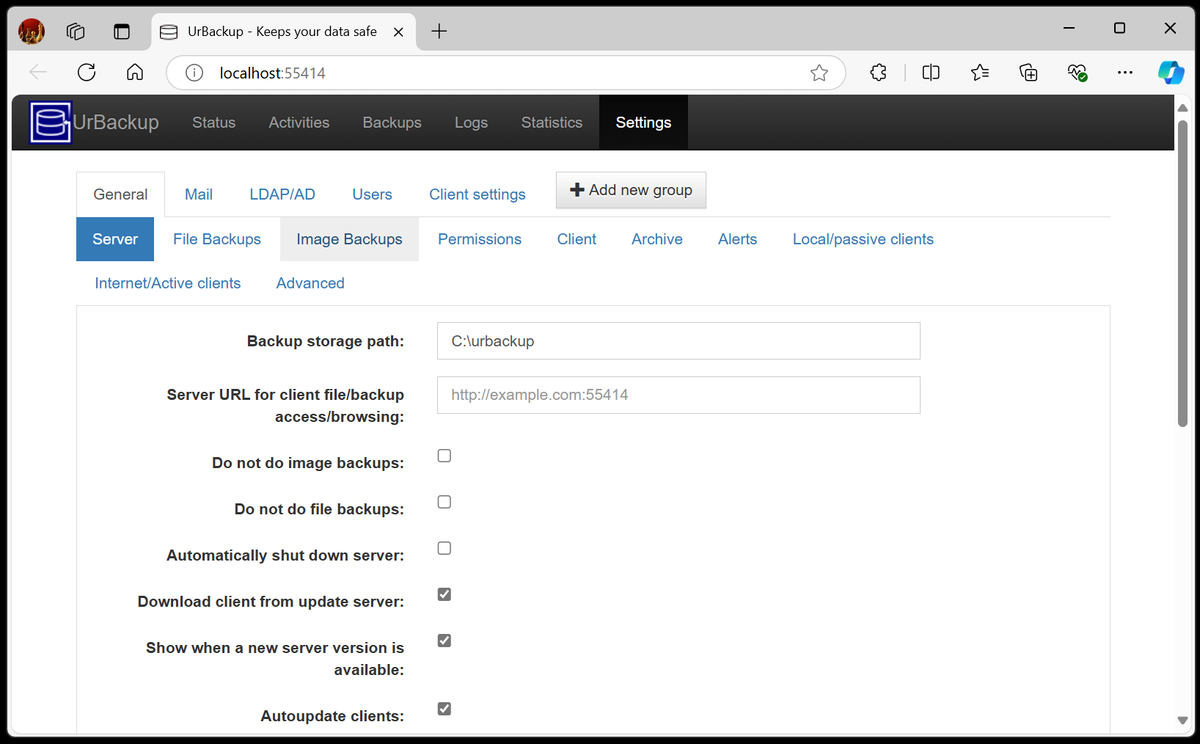 UrBackup - Keeps your data safe
localhost:55414
UrBackup Status Activities Backups Logs Statistics Settings
General Mail LDAP/AD Users Client settings Add new group
Server File Backups Image Backups Permissions Client Archive Alerts Local/passive clients
Internet/Active clients Advanced
Backup storage path: C:\urbackup
Server URL for client file/backup http://example.com:55414
access/browsing:
Do not do image backups:
Do not do file backups:
Automatically shut down server:
Download client from update server:
Show when a new server version is
available:
Autoupdate clients: